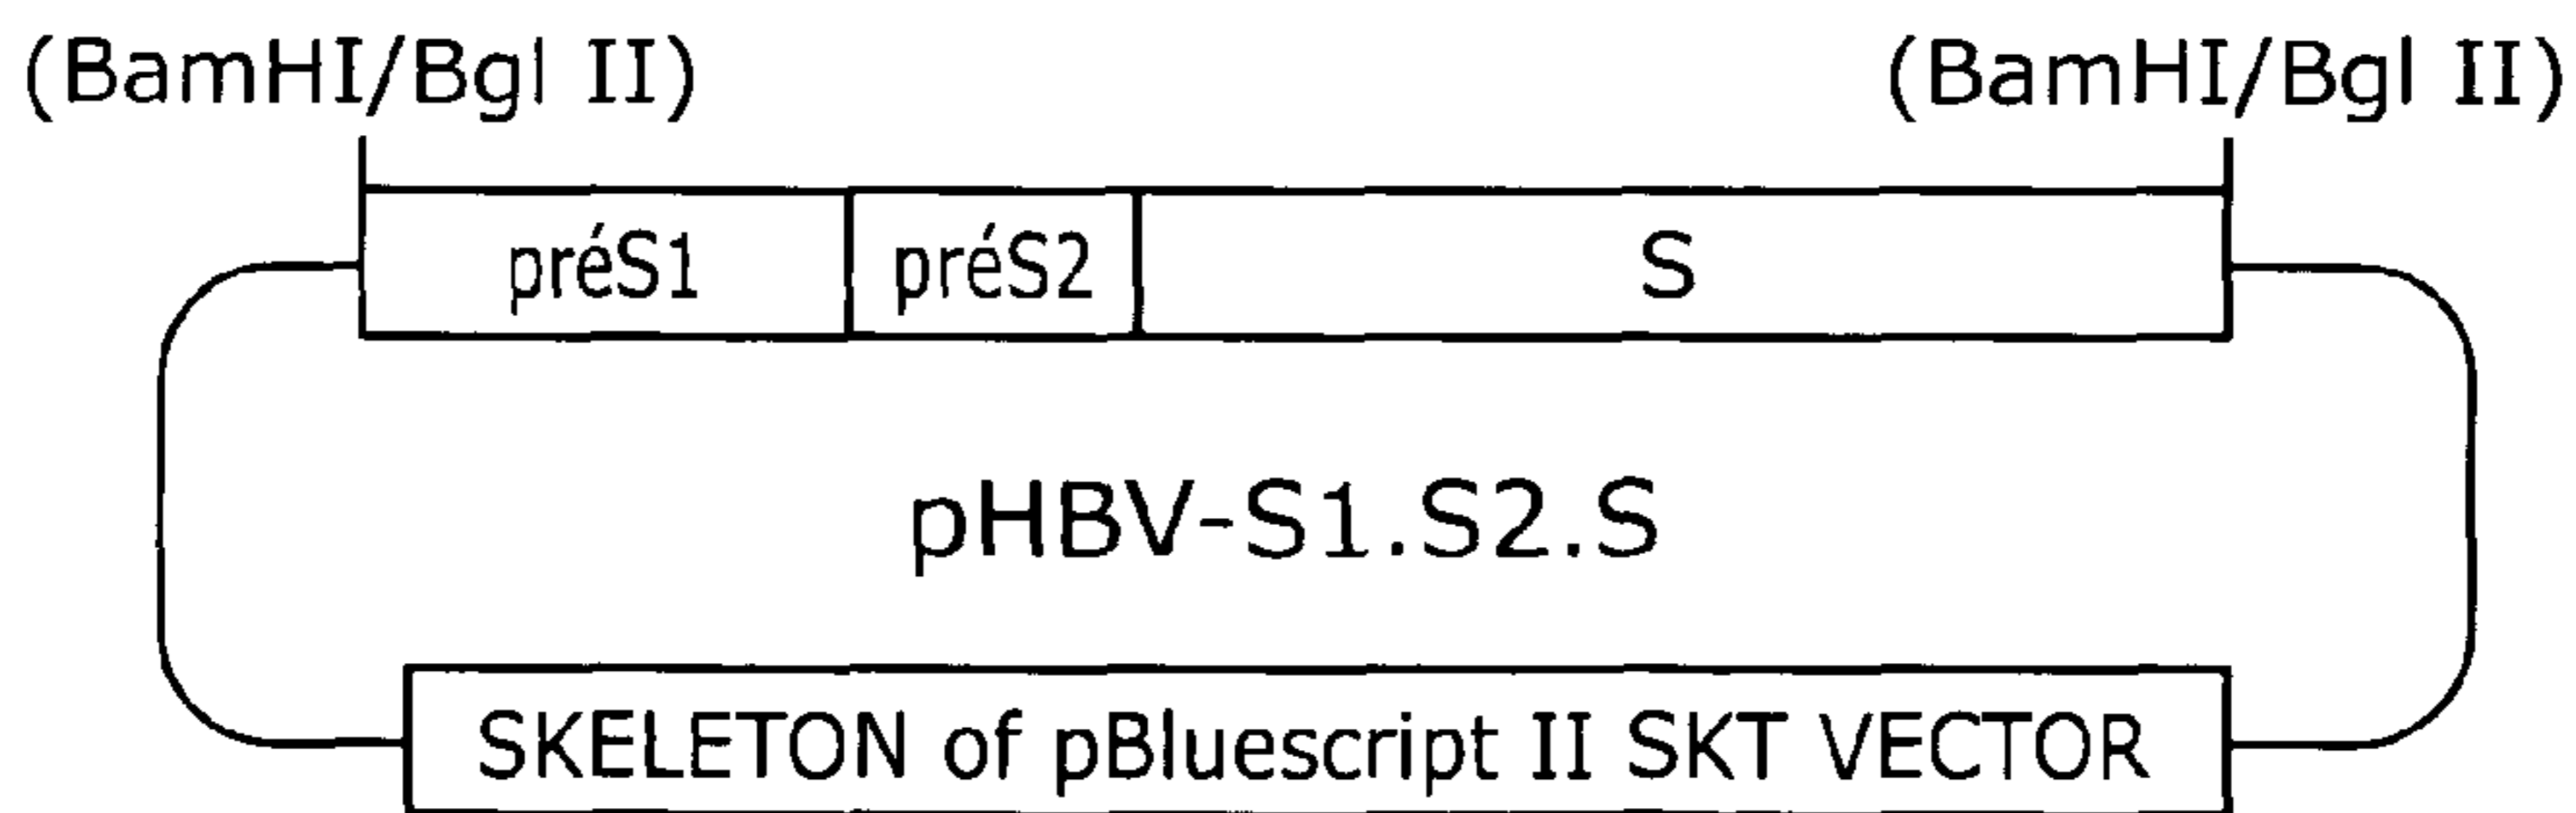 (BamHI/Bgl II) (BamHI/Bgl II)
préS1 préS2 S
pHBV-S1.S2.S
SKELETON of pBluescript II SKT VECTOR